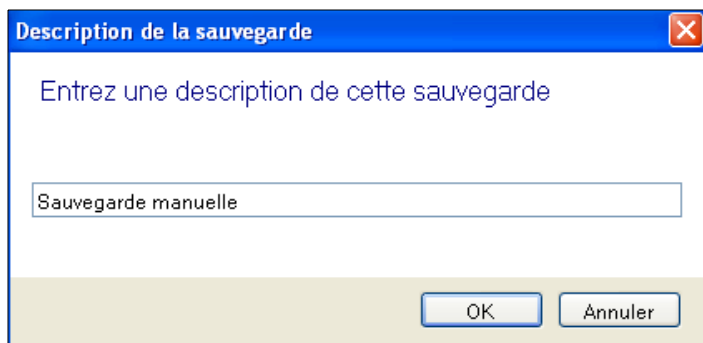 Description de la sauvegarde
Entrez une description de cette sauvegarde
Sauvegarde manuelle
OK Annuler